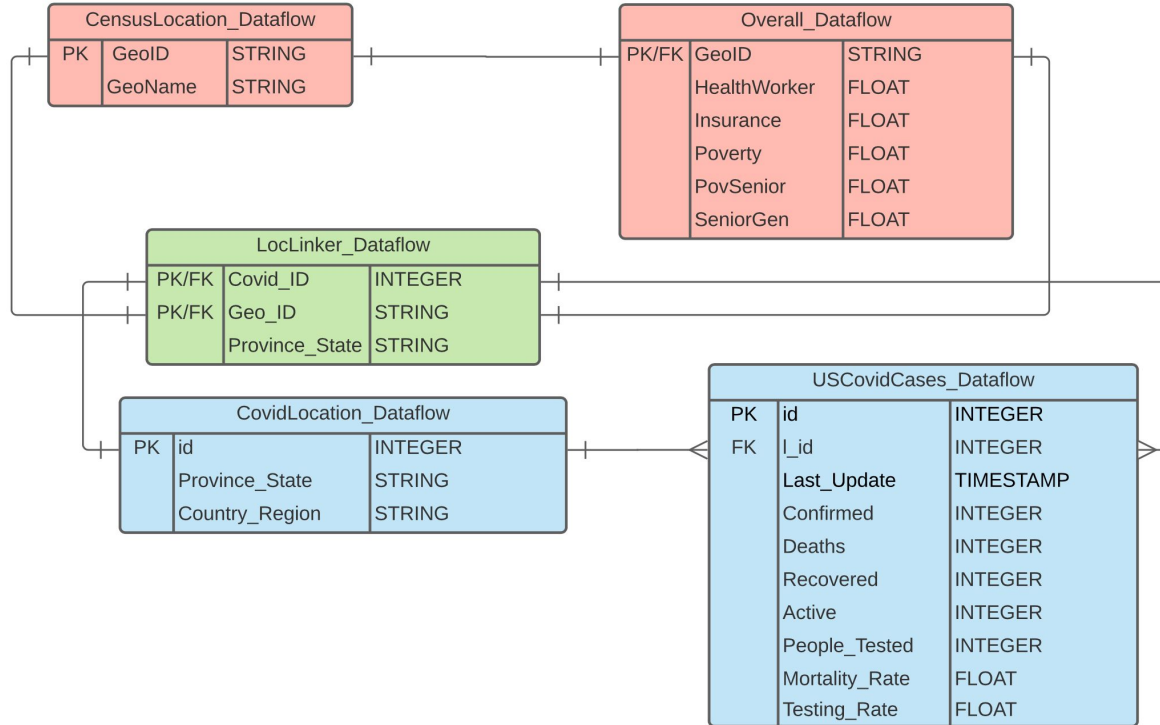 CensusLocation_Dataflow
PK GeoID STRING
GeoName STRING
Overall_Dataflow
PK/FK GeoID STRING
HealthWorker FLOAT
Insurance FLOAT
Poverty FLOAT
PovSenior FLOAT
SeniorGen FLOAT
LocLinker_Dataflow
PK/FK Covid_ID INTEGER
PK/FK Geo_ID STRING
Province_State STRING
CovidLocation_Dataflow
PK id INTEGER
Province_State STRING
Country_Region STRING
USCovidCases_Dataflow
PK id INTEGER
FK l_id INTEGER
Last_Update TIMESTAMP
Confirmed INTEGER
Deaths INTEGER
Recovered INTEGER
Active INTEGER
People_Tested INTEGER
Mortality_Rate FLOAT
Testing_Rate FLOAT